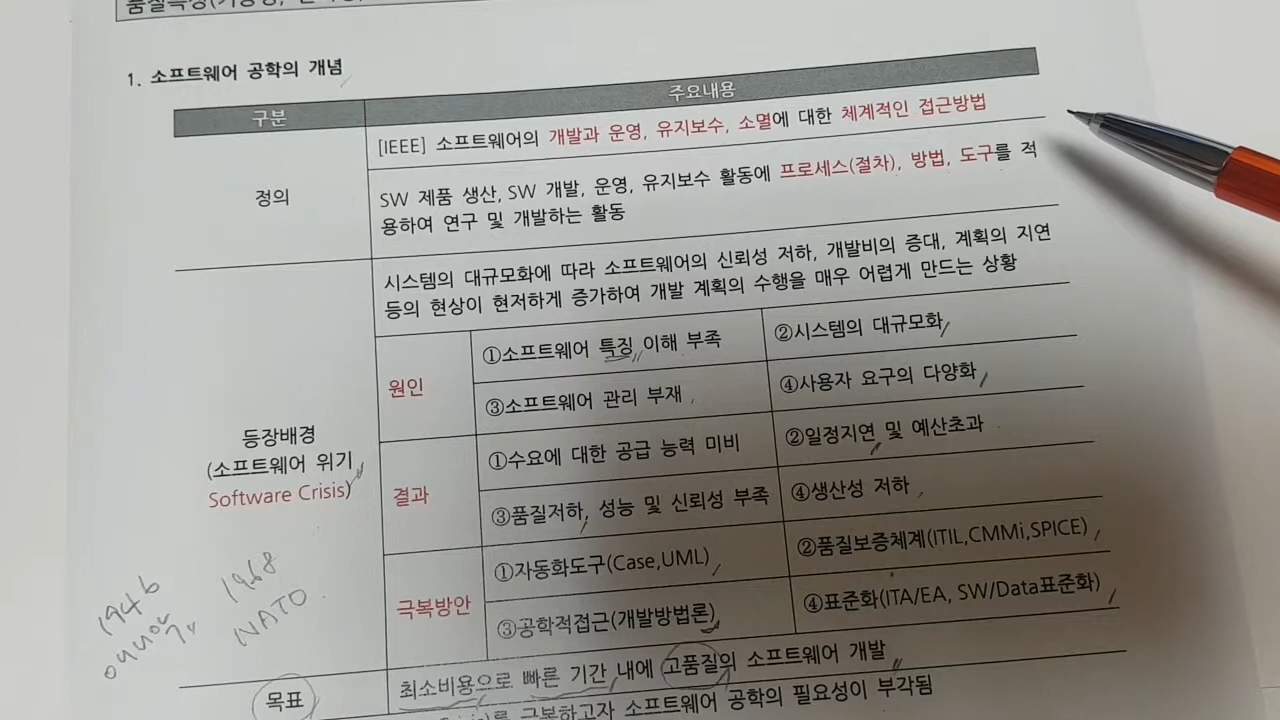 품질특성(기능성,
1. 소프트웨어 공학의 개념
구분
주요내용
정의
[IEEE] 소프트웨어의 개발과 운영, 유지보수, 소멸에 대한 체계적인 접근방법
SW 제품 생산, SW 개발, 운영, 유지보수 활동에 프로세스(절차), 방법, 도구를 적
용하여 연구 및 개발하는 활동
등장배경
(소프트웨어 위기
Software Crisis)
시스템의 대규모화에 따라 소프트웨어의 신뢰성 저하, 개발비의 증대, 계획의 지연
등의 현상이 현저하게 증가하여 개발 계획의 수행을 매우 어렵게 만드는 상황
원인
①소프트웨어 특징 이해 부족
②시스템의 대규모화
③소프트웨어 관리 부재
④사용자 요구의 다양화
결과
①수요에 대한 공급 능력 미비
②일정지연 및 예산초과
③품질저하, 성능 및 신뢰성 부족
④생산성 저하
극복방안
①자동화도구(Case,UML)
②품질보증체계(ITIL,CMMi,SPICE)
③공학적접근(개발방법론)
④표준화(ITA/EA, SW/Data표준화)
1946
에니악
1968
NATO
목표
최소비용으로 빠른 기간 내에 고품질의 소프트웨어 개발
를 극복하고자 소프트웨어 공학의 필요성이 부각됨